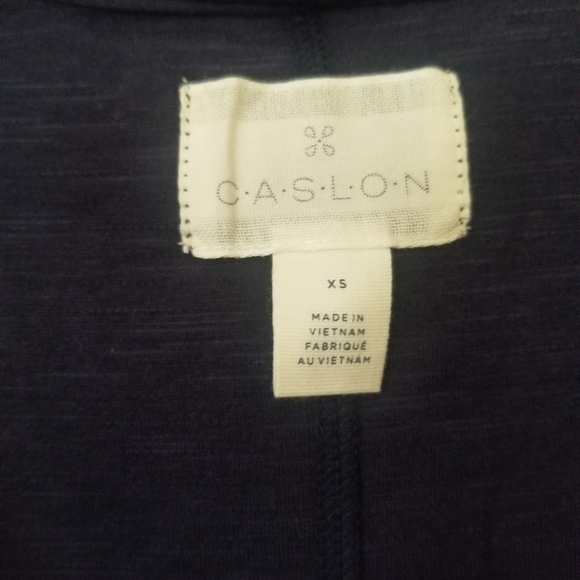 C·A·S·L·O·N
XS
MADE IN
VIETNAM
FABRIQUÉ
AU VIETNAM